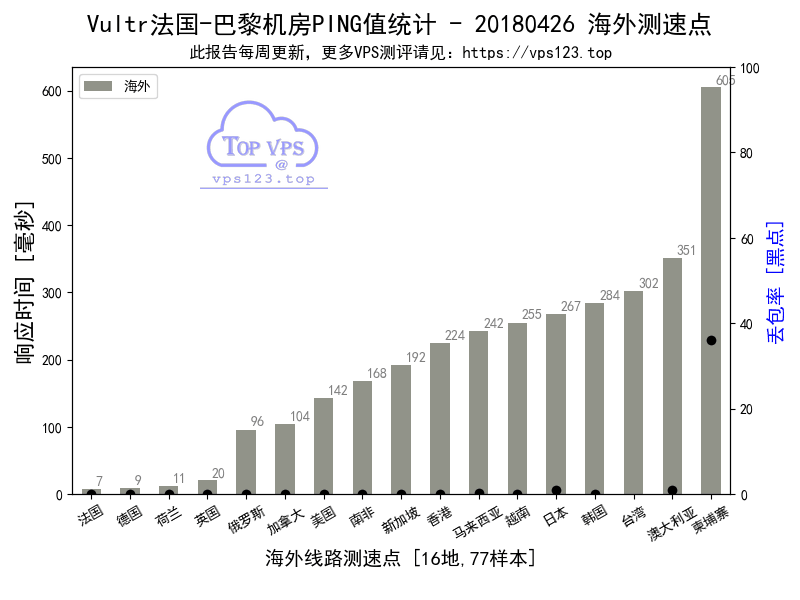 Vultr法国-巴黎机房PING值统计 - 20180426 海外测速点
此报告每周更新，更多VPS测评请见：https://vps123.top
海外
TOP VPS
@
vps123.top
响应时间 [毫秒]
600
500
400
300
200
100
0
7
9
11
20
96
104
142
168
192
224
242
255
267
284
302
351
605
100
80
60
40
20
0
丢包率 [黑点]
法国
德国
荷兰
英国
俄罗斯
加拿大
美国
南非
新加坡
香港
马来西亚
越南
日本
韩国
台湾
澳大利亚
柬埔寨
海外线路测速点 [16地,77样本]